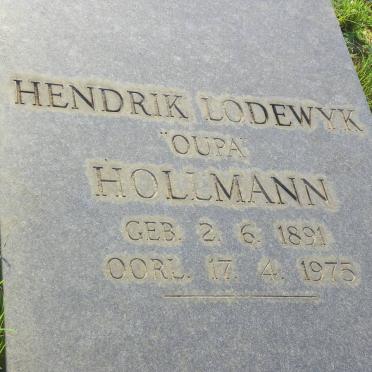 HENDRIK LODEWYK
"OUPA"
HOLLMANN
GEB. 2. 6. 1891
OORL. 17. 4. 1975